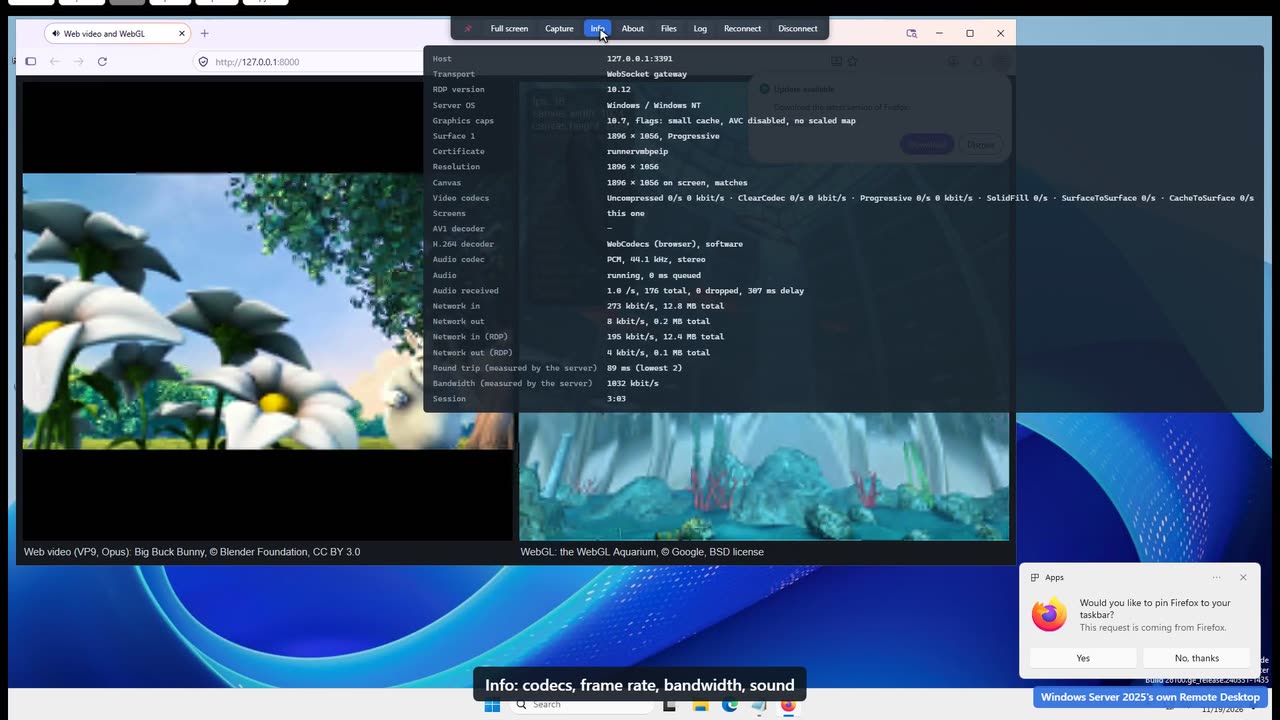 Full screen Capture Info About Files Log Reconnect Disconnect
Web video and WebGL
http://127.0.0.1:8000
Host 127.0.0.1:3391
Transport WebSocket gateway
RDP version 10.12
Server OS Windows / Windows NT
Graphics caps 10.7, flags: small cache, AVC disabled, no scaled map
Surface 1 1896 × 1056, Progressive
Certificate runnervmbpeip
Resolution 1896 × 1056
Canvas 1896 × 1056 on screen, matches
Video codecs Uncompressed 0/s 0 kbit/s · ClearCodec 0/s 0 kbit/s · Progressive 0/s 0 kbit/s · SolidFill 0/s · SurfaceToSurface 0/s · CacheToSurface 0/s
Screens this one
AV1 decoder –
H.264 decoder WebCodecs (browser), software
Audio codec PCM, 44.1 kHz, stereo
Audio running, 0 ms queued
Audio received 1.0 /s, 176 total, 0 dropped, 307 ms delay
Network in 273 kbit/s, 12.8 MB total
Network out 8 kbit/s, 0.2 MB total
Network in (RDP) 195 kbit/s, 12.4 MB total
Network out (RDP) 4 kbit/s, 0.1 MB total
Round trip (measured by the server) 89 ms (lowest 2)
Bandwidth (measured by the server) 1032 kbit/s
Session 3:03
Update available
Download the latest version of Firefox.
Download Dismiss
Web video (VP9, Opus): Big Buck Bunny, © Blender Foundation, CC BY 3.0
WebGL: the WebGL Aquarium, © Google, BSD license
Apps
Would you like to pin Firefox to your
taskbar?
This request is coming from Firefox.
Yes No, thanks
Info: codecs, frame rate, bandwidth, sound
Windows Server 2025's own Remote Desktop
Search
11/19/2026